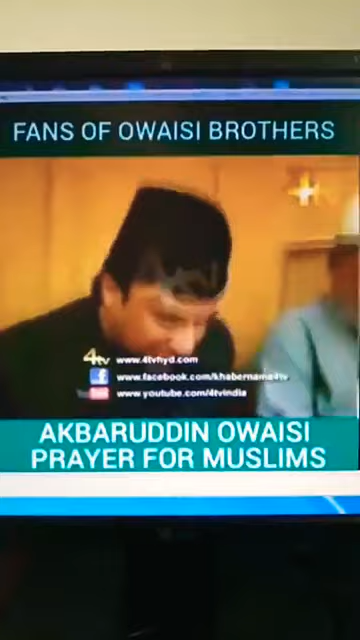 FANS OF OWAISI BROTHERS
4tv www.4tvhyd.com
www.facebook.com/khabernama4tv
www.youtube.com/4tvindia
AKBARUDDIN OWAISI
PRAYER FOR MUSLIMS